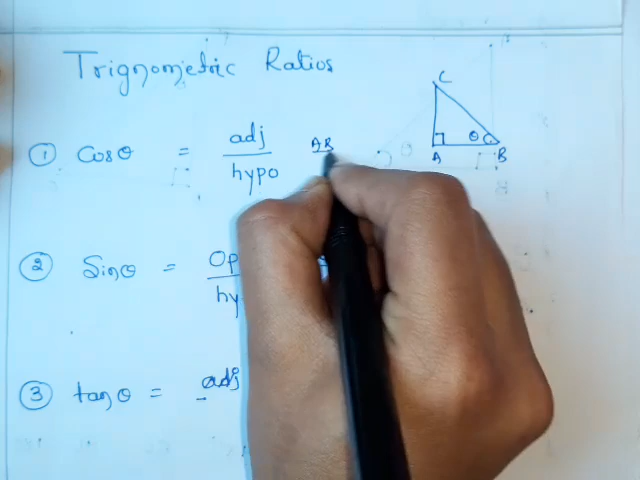 Trignometric Ratios
C
① Cosθ = adj AB
hypo
θ
A B
② Sinθ = Op
hy
③ tanθ = adj